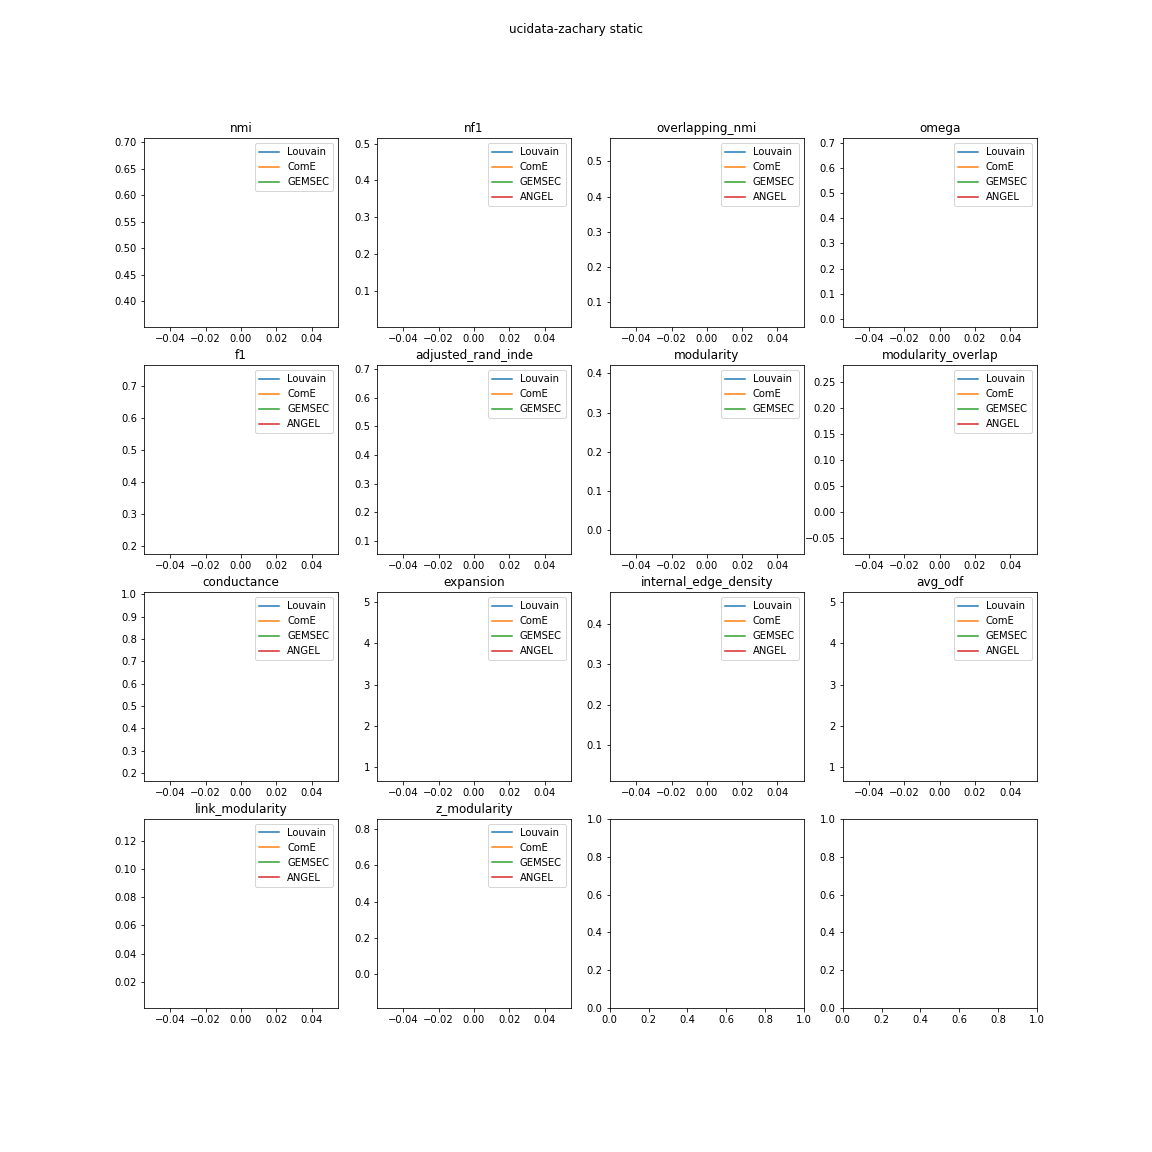 ucidata-zachary static
nmi
0.70
0.65
0.60
0.55
0.50
0.45
0.40
−0.04 −0.02 0.00 0.02 0.04
Louvain
ComE
GEMSEC
nf1
0.5
0.4
0.3
0.2
0.1
−0.04 −0.02 0.00 0.02 0.04
Louvain
ComE
GEMSEC
ANGEL
overlapping_nmi
0.5
0.4
0.3
0.2
0.1
−0.04 −0.02 0.00 0.02 0.04
Louvain
ComE
GEMSEC
ANGEL
omega
0.7
0.6
0.5
0.4
0.3
0.2
0.1
0.0
−0.04 −0.02 0.00 0.02 0.04
Louvain
ComE
GEMSEC
ANGEL
f1
0.7
0.6
0.5
0.4
0.3
0.2
−0.04 −0.02 0.00 0.02 0.04
Louvain
ComE
GEMSEC
ANGEL
adjusted_rand_inde
0.7
0.6
0.5
0.4
0.3
0.2
0.1
−0.04 −0.02 0.00 0.02 0.04
Louvain
ComE
GEMSEC
modularity
0.4
0.3
0.2
0.1
0.0
−0.04 −0.02 0.00 0.02 0.04
Louvain
ComE
GEMSEC
modularity_overlap
0.25
0.20
0.15
0.10
0.05
0.00
−0.05
−0.04 −0.02 0.00 0.02 0.04
Louvain
ComE
GEMSEC
ANGEL
conductance
1.0
0.9
0.8
0.7
0.6
0.5
0.4
0.3
0.2
−0.04 −0.02 0.00 0.02 0.04
Louvain
ComE
GEMSEC
ANGEL
expansion
5
4
3
2
1
−0.04 −0.02 0.00 0.02 0.04
Louvain
ComE
GEMSEC
ANGEL
internal_edge_density
0.4
0.3
0.2
0.1
−0.04 −0.02 0.00 0.02 0.04
Louvain
ComE
GEMSEC
ANGEL
avg_odf
5
4
3
2
1
−0.04 −0.02 0.00 0.02 0.04
Louvain
ComE
GEMSEC
ANGEL
link_modularity
0.12
0.10
0.08
0.06
0.04
0.02
−0.04 −0.02 0.00 0.02 0.04
Louvain
ComE
GEMSEC
ANGEL
z_modularity
0.8
0.6
0.4
0.2
0.0
−0.04 −0.02 0.00 0.02 0.04
Louvain
ComE
GEMSEC
ANGEL
1.0
0.8
0.6
0.4
0.2
0.0
0.0 0.2 0.4 0.6 0.8 1.0
1.0
0.8
0.6
0.4
0.2
0.0
0.0 0.2 0.4 0.6 0.8 1.0